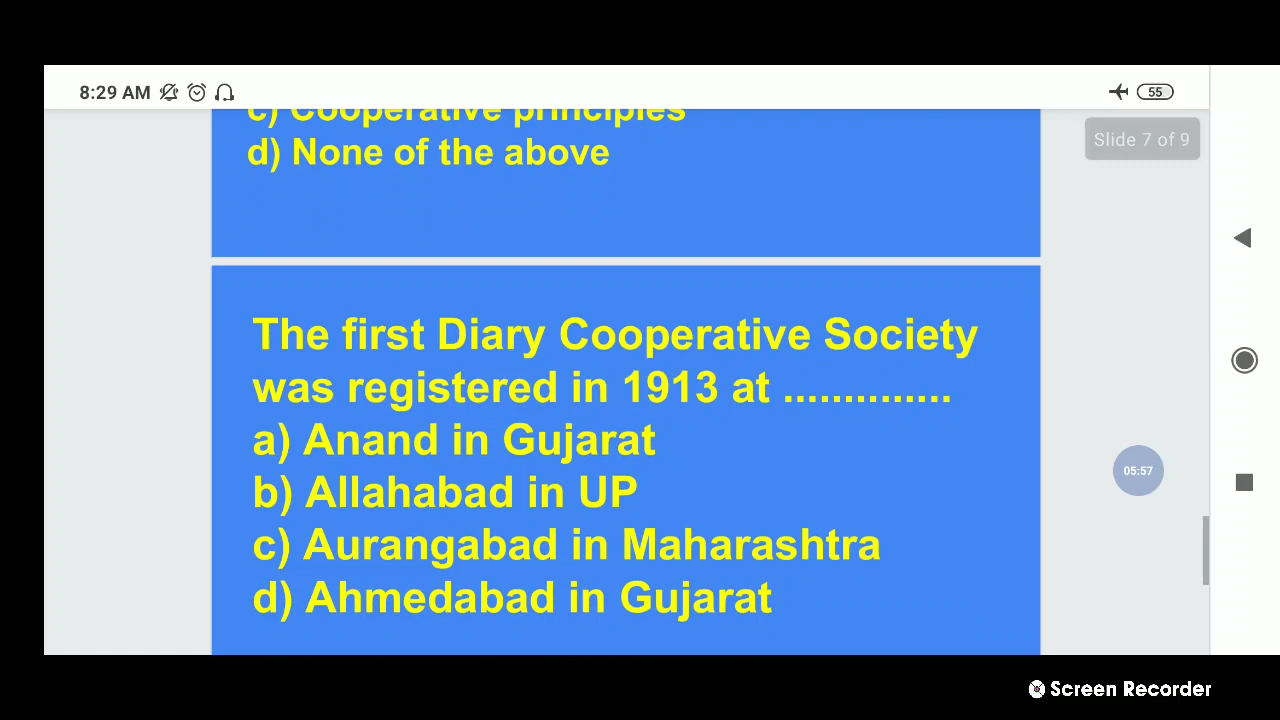 8:29 AM
55
c) Cooperative principles
d) None of the above
Slide 7 of 9
The first Diary Cooperative Society
was registered in 1913 at ..............
a) Anand in Gujarat
b) Allahabad in UP
c) Aurangabad in Maharashtra
d) Ahmedabad in Gujarat
05:57
Screen Recorder